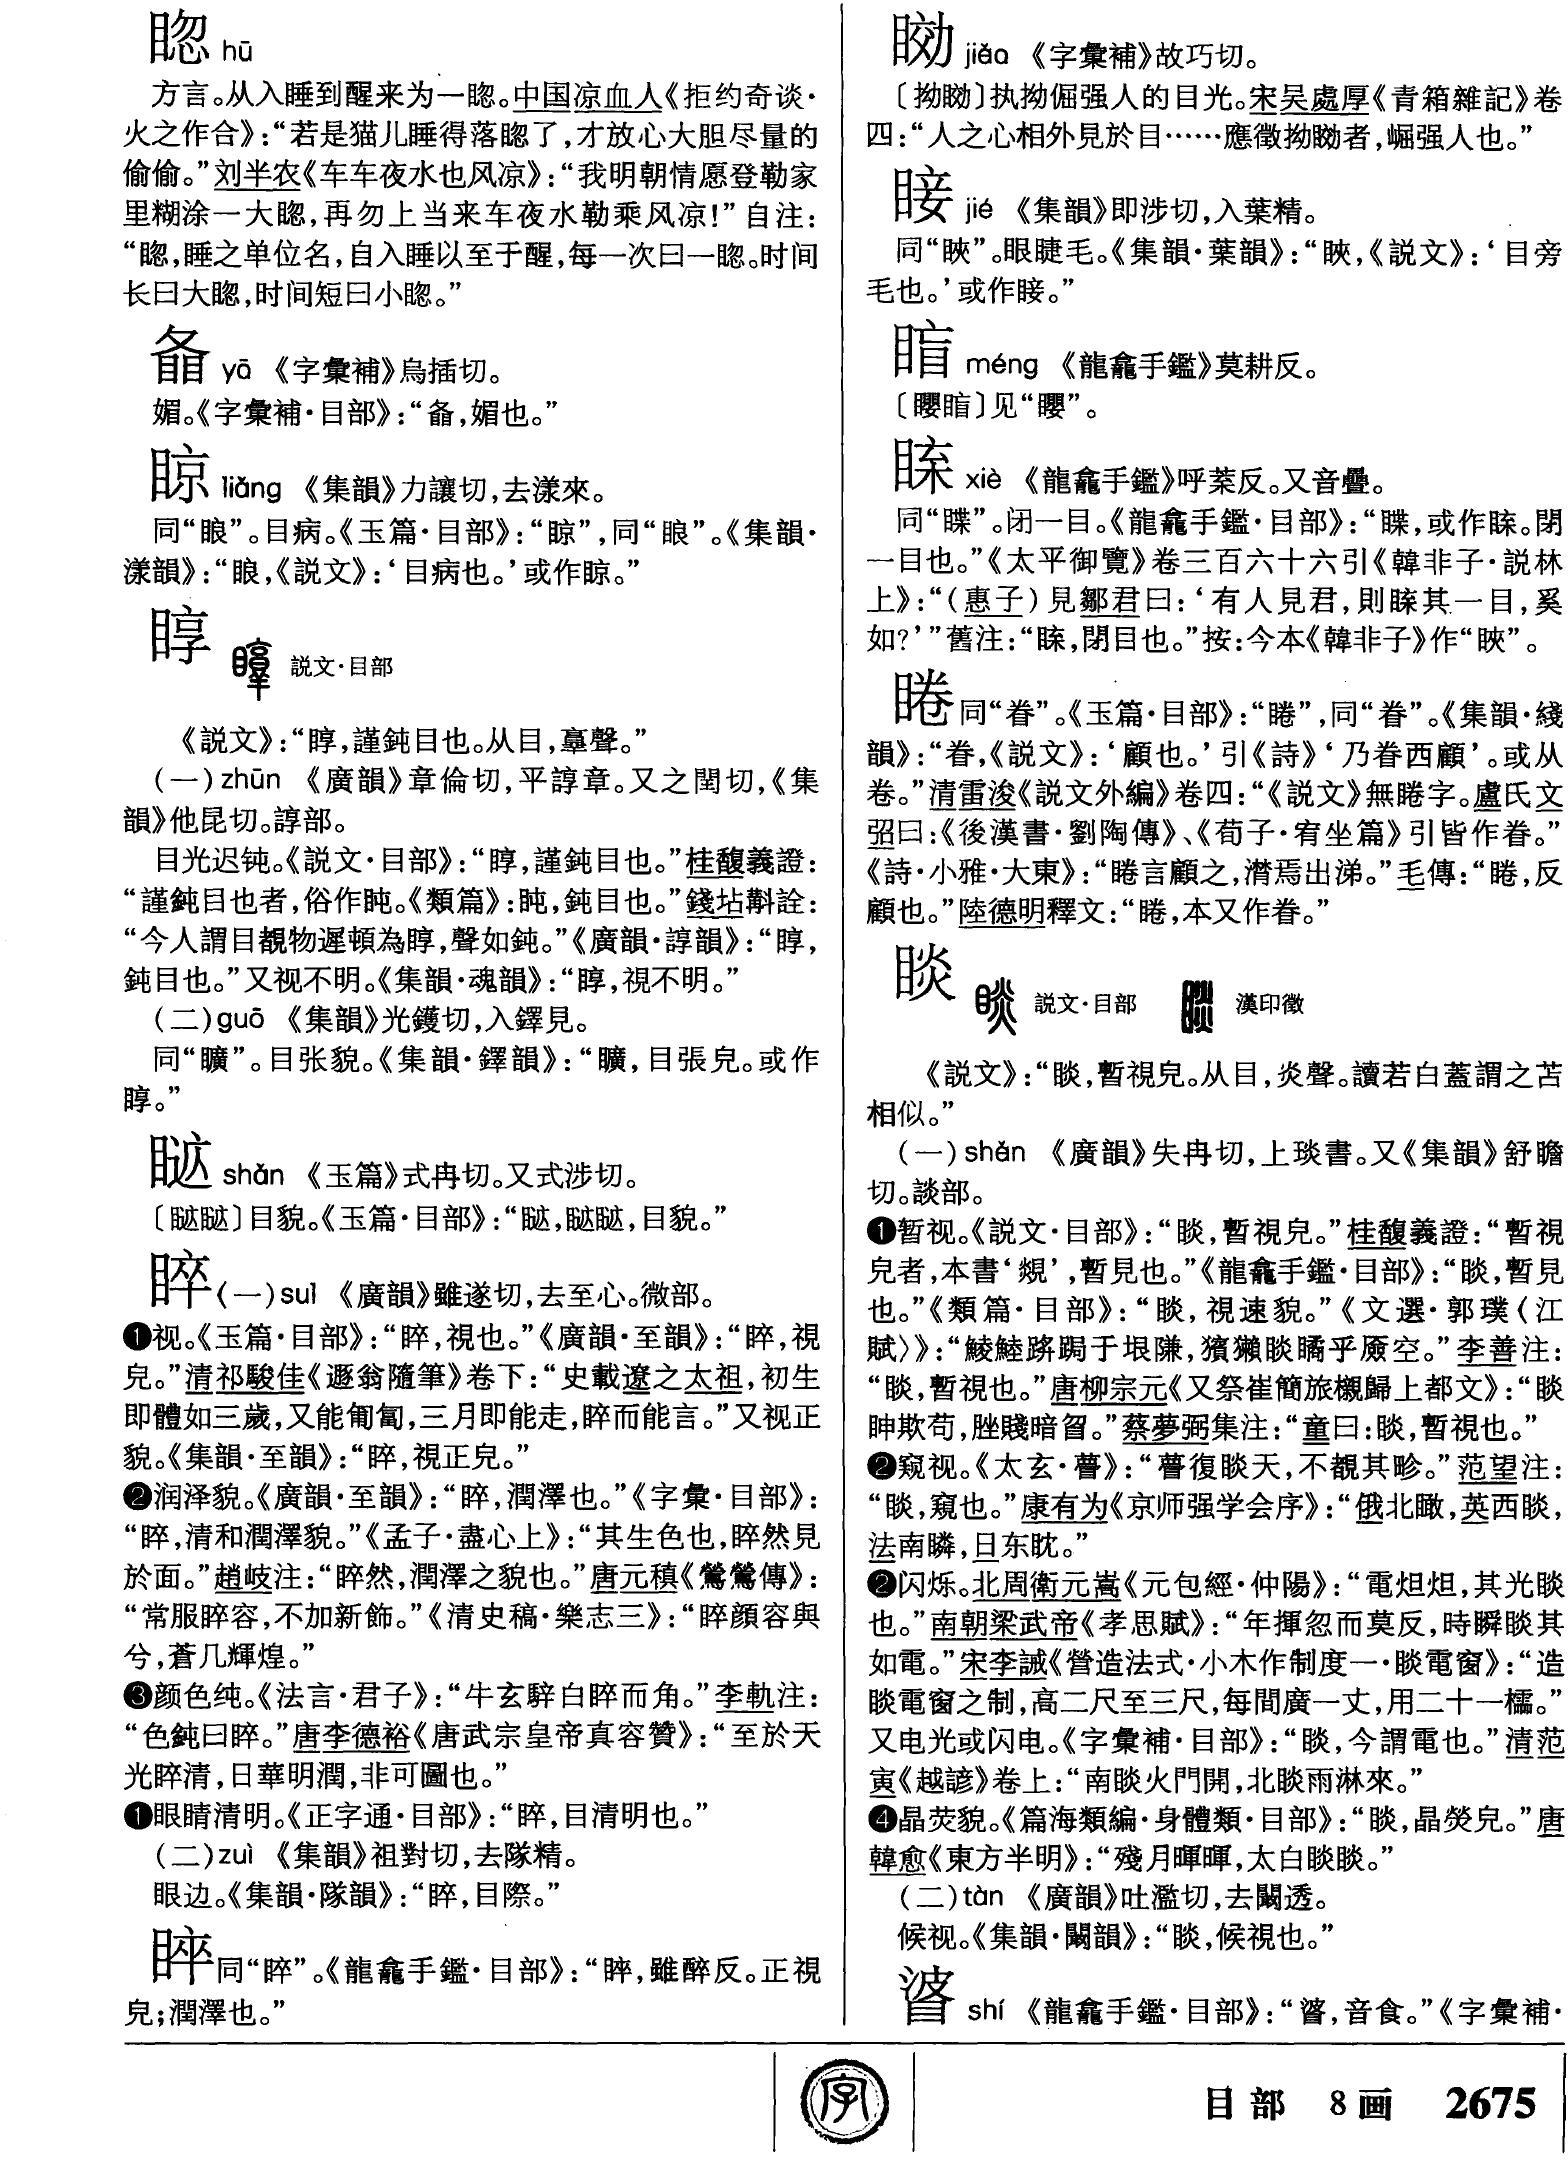 䁫 hū
方言。从入睡到醒来为一䁫。中国凉血人《拒约奇谈·
火之作合》：“若是猫儿睡得落䁫了，才放心大胆尽量的
偷偷。”刘半农《车车夜水也风凉》：“我明朝情愿登勒家
里糊涂一大䁫，再勿上当来车夜水勒乘风凉！”自注：
“䁫，睡之单位名，自入睡以至于醒，每一次曰一䁫。时间
长曰大䁫，时间短曰小䁫。”
yā 《字彙補》烏插切。
媚。《字彙補·目部》：“，媚也。”
䁁 liǎng 《集韻》力讓切，去漾來。
同“眼”。目病。《玉篇·目部》：“䁁”，同“眼”。《集韻·
漾韻》：“眼，《説文》：‘目病也。’或作䁁。”
啍 説文·目部
《説文》：“，謹鈍目也。从目，𦎫聲。”
（一）zhūn 《廣韻》章倫切，平諄章。又之閏切，《集
韻》他昆切。諄部。
目光迟钝。《説文·目部》：“，謹鈍目也。”桂馥義證：
“謹鈍目也者，俗作盹。《類篇》：盹，鈍目也。”錢坫斠詮：
“今人謂目覩物遲頓為，聲如鈍。”《廣韻·諄韻》：“，
鈍目也。”又视不明。《集韻·魂韻》：“，視不明。”
（二）guō 《集韻》光鑊切，入鐸見。
同“矌”。目张貌。《集韻·鐸韻》：“矌，目張皃。或作
。”
shǎn 《玉篇》式冉切。又式涉切。
〔〕目貌。《玉篇·目部》：“，，目貌。”
睟（一）suì 《廣韻》雖遂切，去至心。微部。
❶视。《玉篇·目部》：“睟，視也。”《廣韻·至韻》：“睟，視
皃。”清祁駿佳《遯翁隨筆》卷下：“史載遼之太祖，初生
即體如三歲，又能匍匐，三月即能走，睟而能言。”又视正
貌。《集韻·至韻》：“睟，視正皃。”
❷润泽貌。《廣韻·至韻》：“睟，潤澤也。”《字彙·目部》：
“睟，清和潤澤貌。”《孟子·盡心上》：“其生色也，睟然見
於面。”趙岐注：“睟然，潤澤之貌也。”唐元稹《鶯鶯傳》：
“常服睟容，不加新飾。”《清史稿·樂志三》：“睟顔容與
兮，蒼几輝煌。”
❸颜色纯。《法言·君子》：“牛玄騂白睟而角。”李軌注：
“色鈍曰睟。”唐李德裕《唐武宗皇帝真容贊》：“至於天
光睟清，日華明潤，非可圖也。”
❶眼睛清明。《正字通·目部》：“睟，目清明也。”
（二）zuì 《集韻》祖對切，去隊精。
眼边。《集韻·隊韻》：“睟，目際。”
同“睟”。《龍龕手鑑·目部》：“，雖醉反。正視
皃；潤澤也。”
jiǎo 《字彙補》故巧切。
〔拗〕执拗倔强人的目光。宋吴處厚《青箱雜記》卷
四：“人之心相外見於目……應徵拗者，崛强人也。”
䀹 jié 《集韻》即涉切，入葉精。
同“䀹”。眼睫毛。《集韻·葉韻》：“䀹，《説文》：‘目旁
毛也。’或作睫。”
méng 《龍龕手鑑》莫耕反。
〔矎〕见“”。
xiè 《龍龕手鑑》呼䒶反。又音疊。
同“䁋”。闭一目。《龍龕手鑑·目部》：“，或作。閉
一目也。”《太平御覽》卷三百六十六引《韓非子·説林
上》：“（惠子）見鄒君曰：‘有人見君，則其一目，奚
如？’”舊注：“，閉目也。”按：今本《韓非子》作“䀹”。
睠 同“眷”。《玉篇·目部》：“睠”，同“眷”。《集韻·綫
韻》：“眷，《説文》：‘顧也。’引《詩》‘乃眷西顧’。或从
卷。”清雷浚《説文外編》卷四：“《説文》無睠字。盧氏文
弨曰：《後漢書·劉陶傳》、《荀子·宥坐篇》引皆作眷。”
《詩·小雅·大東》：“睠言顧之，潸焉出涕。”毛傳：“睠，反
顧也。”陸德明釋文：“睠，本又作眷。”
睒 説文·目部 漢印徵
《説文》：“睒，暫視皃。从目，炎聲。讀若白蓋謂之苫
相似。”
（一）shǎn 《廣韻》失冉切，上琰書。又《集韻》舒贍
切。談部。
❶暂视。《説文·目部》：“睒，暫視皃。”桂馥義證：“暫視
皃者，本書‘覢’，暫見也。”《龍龕手鑑·目部》：“睒，暫見
也。”《類篇·目部》：“睒，視速貌。”《文選·郭璞〈江
賦〉》：“鯪鯥踦䠞于垠隒，獱獺睒瞲乎厱空。”李善注：
“睒，暫視也。”唐柳宗元《又祭崔簡旅櫬歸上都文》：“睒
䀢欺苟，脞賤暗曶。”蔡夢弼集注：“童曰：睒，暫視也。”
❷窥视。《太玄·瞢》：“瞢復睒天，不覩其畛。”范望注：
“睒，窺也。”康有为《京师强学会序》：“俄北瞰，英西睒，
法南瞵，日东眈。”
❷闪烁。北周衛元嵩《元包經·仲陽》：“電炟炟，其光睒
也。”南朝梁武帝《孝思賦》：“年揮忽而莫反，時瞬睒其
如電。”宋李誡《營造法式·小木作制度一·睒電窗》：“造
睒電窗之制，高二尺至三尺，每間廣一丈，用二十一櫺。”
又电光或闪电。《字彙補·目部》：“睒，今謂電也。”清范
寅《越諺》卷上：“南睒火門開，北睒雨淋來。”
❹晶荧貌。《篇海類編·身體類·目部》：“睒，晶熒皃。”唐
韓愈《東方半明》：“殘月暉暉，太白睒睒。”
（二）tàn 《廣韻》吐濫切，去闞透。
候视。《集韻·闞韻》：“睒，候視也。”
shí 《龍龕手鑑·目部》：“，音食。”《字彙補·
字 目部 8画 2675